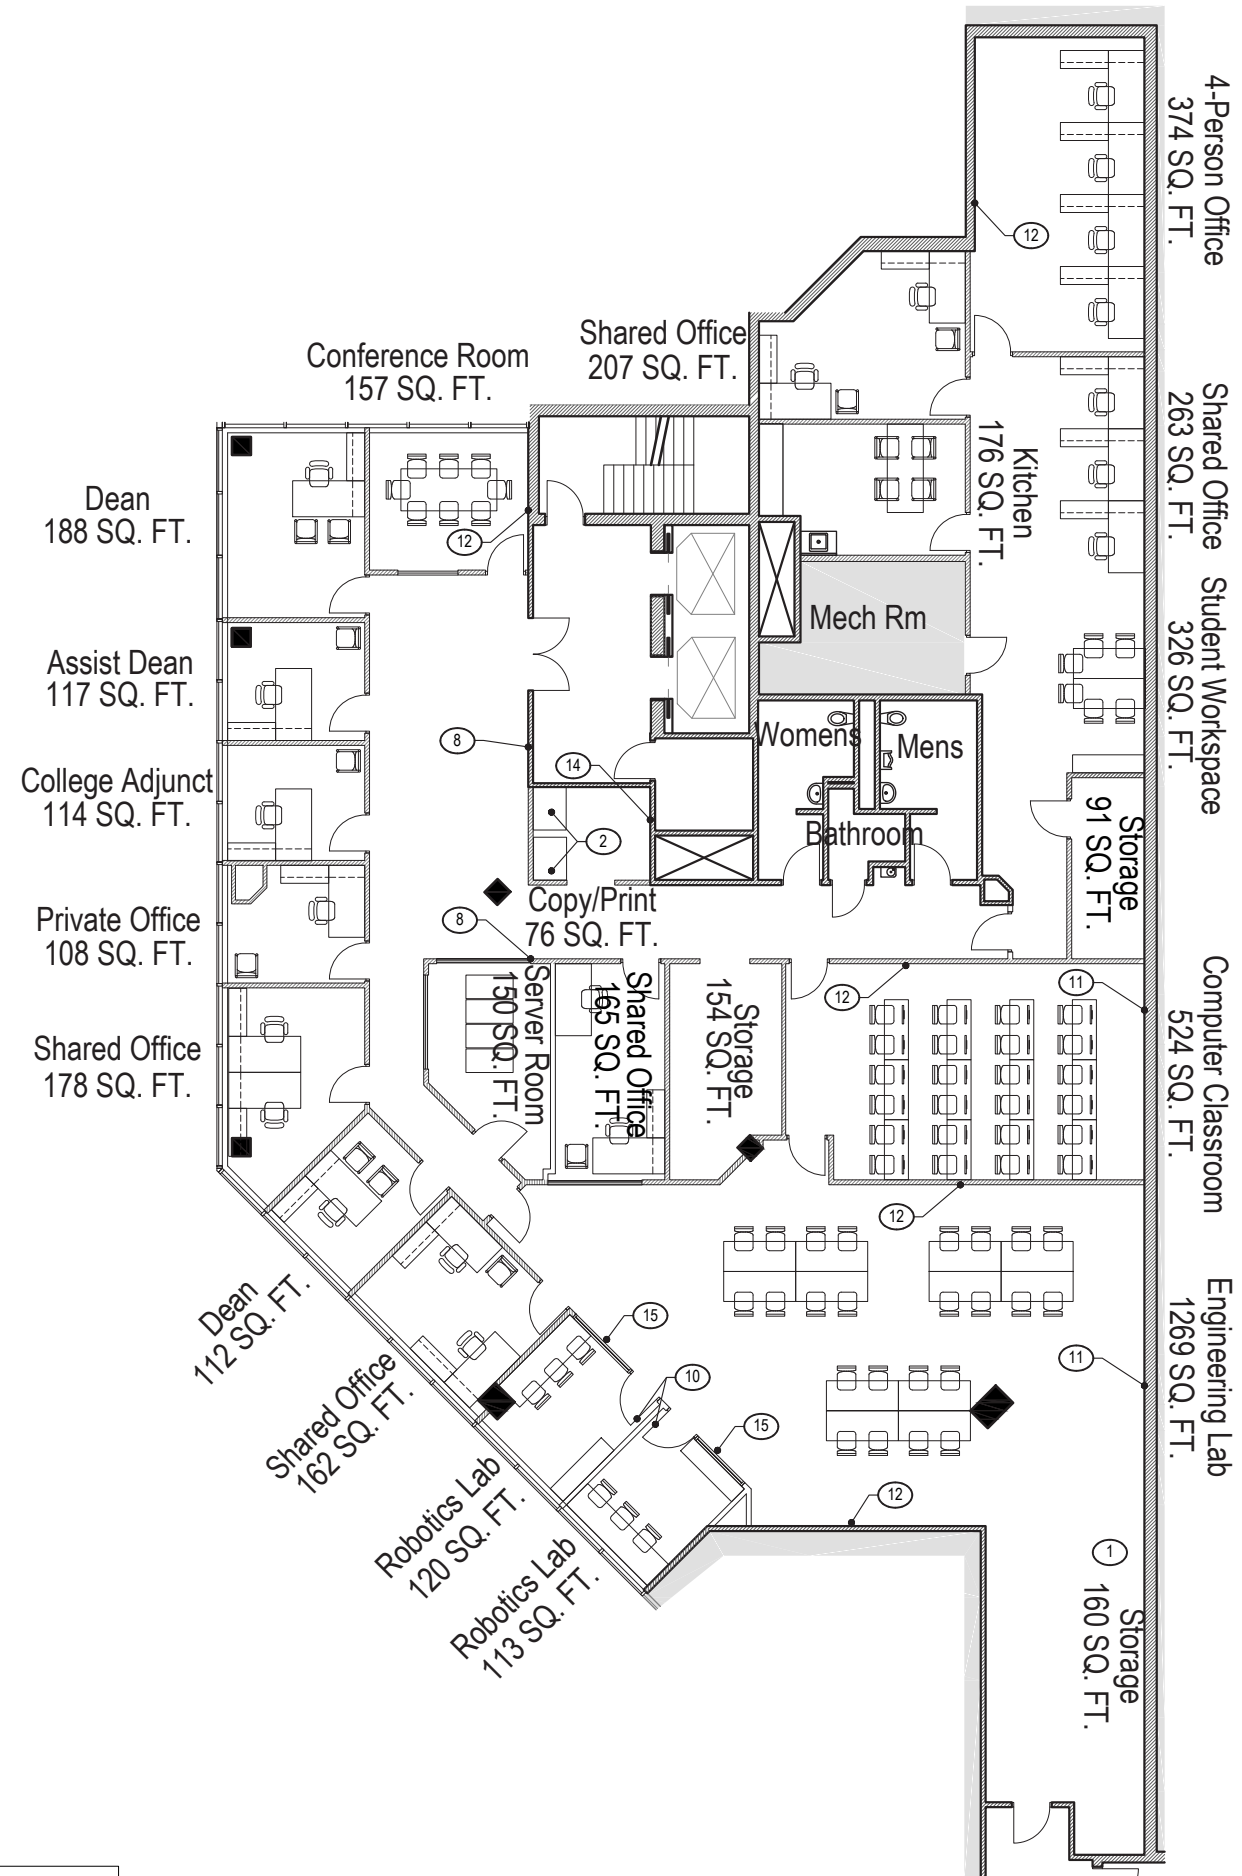 4-Person Office
374 SQ. FT.
12
Shared Office
207 SQ. FT.
Conference Room
157 SQ. FT.
Shared Office
263 SQ. FT.
Kitchen
176 SQ. FT.
Dean
188 SQ. FT.
12
Mech Rm
Student Workspace
326 SQ. FT.
Assist Dean
117 SQ. FT.
8
Womens
Mens
14
College Adjunct
114 SQ. FT.
2
Bathroom
Storage
91 SQ. FT.
Copy/Print
76 SQ. FT.
Private Office
108 SQ. FT.
8
Server Room
150 SQ. FT.
Shared Office
165 SQ. FT.
Storage
154 SQ. FT.
12
11
Computer Classroom
524 SQ. FT.
Shared Office
178 SQ. FT.
12
Dean
112 SQ. FT.
15
Engineering Lab
1269 SQ. FT.
11
10
Shared Office
162 SQ. FT.
15
12
Robotics Lab
120 SQ. FT.
Robotics Lab
113 SQ. FT.
1
Storage
160 SQ. FT.